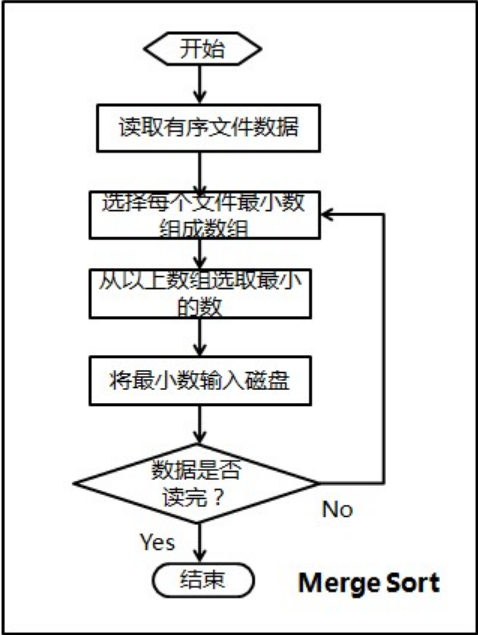 开始
读取有序文件数据
选择每个文件最小数
组成数组
从以上数组选取最小
的数
将最小数输入磁盘
数据是否
读完？
No
Yes
结束
Merge Sort